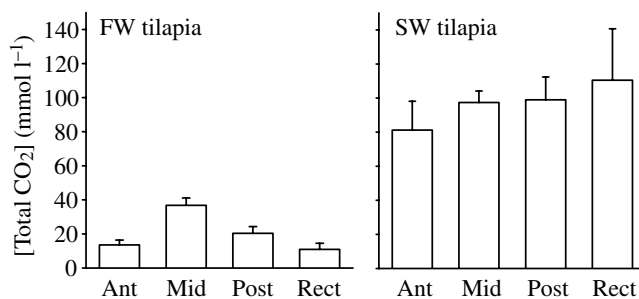 FW tilapia
SW tilapia
[Total CO₂] (mmol l⁻¹)
140
120
100
80
60
40
20
0
Ant Mid Post Rect
Ant Mid Post Rect